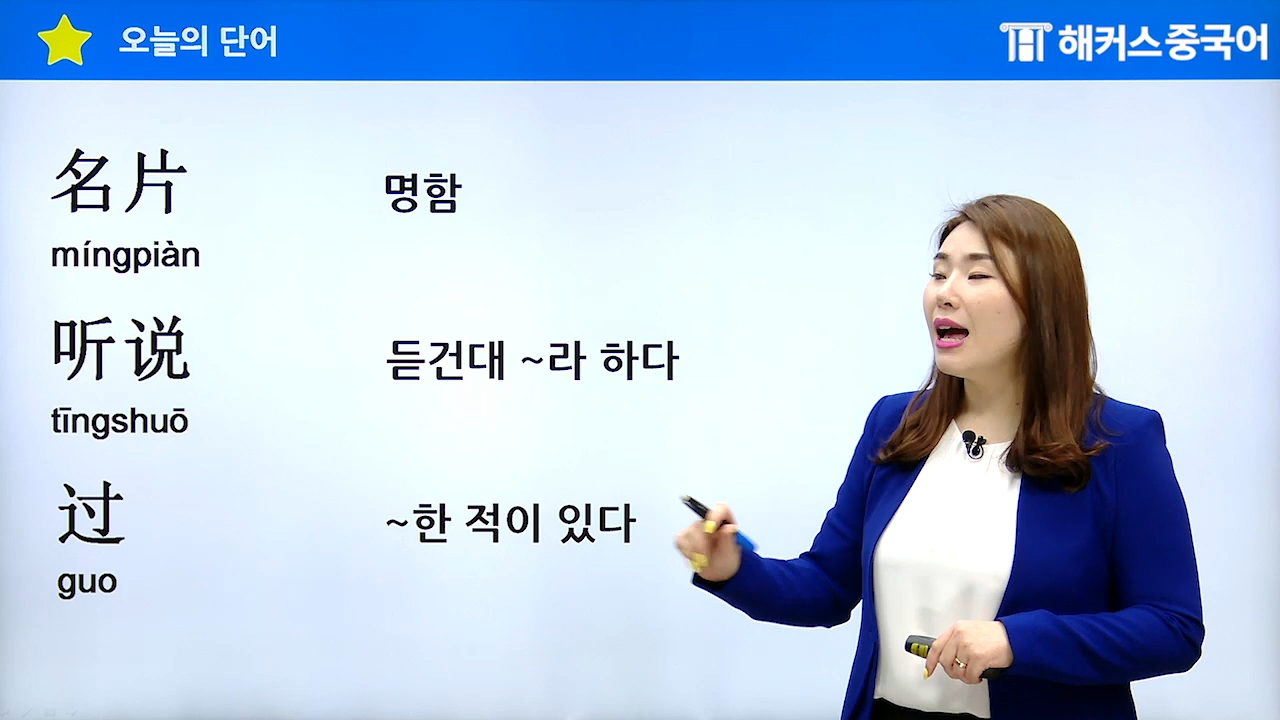 오늘의 단어
해커스중국어
名片 명함
míngpiàn
听说 듣건대 ~라 하다
tīngshuō
过 ~한 적이 있다
guo